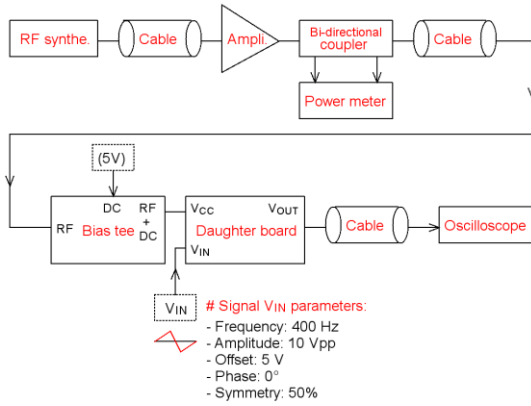 RF synthe.
Cable
Ampli.
Bi-directional
coupler
Cable
Power meter
(5V)
DC
RF
+
DC
RF
Bias tee
VCC
VOUT
Daughter board
VIN
Cable
Oscilloscope
VIN
# Signal VIN parameters:
- Frequency: 400 Hz
- Amplitude: 10 Vpp
- Offset: 5 V
- Phase: 0°
- Symmetry: 50%